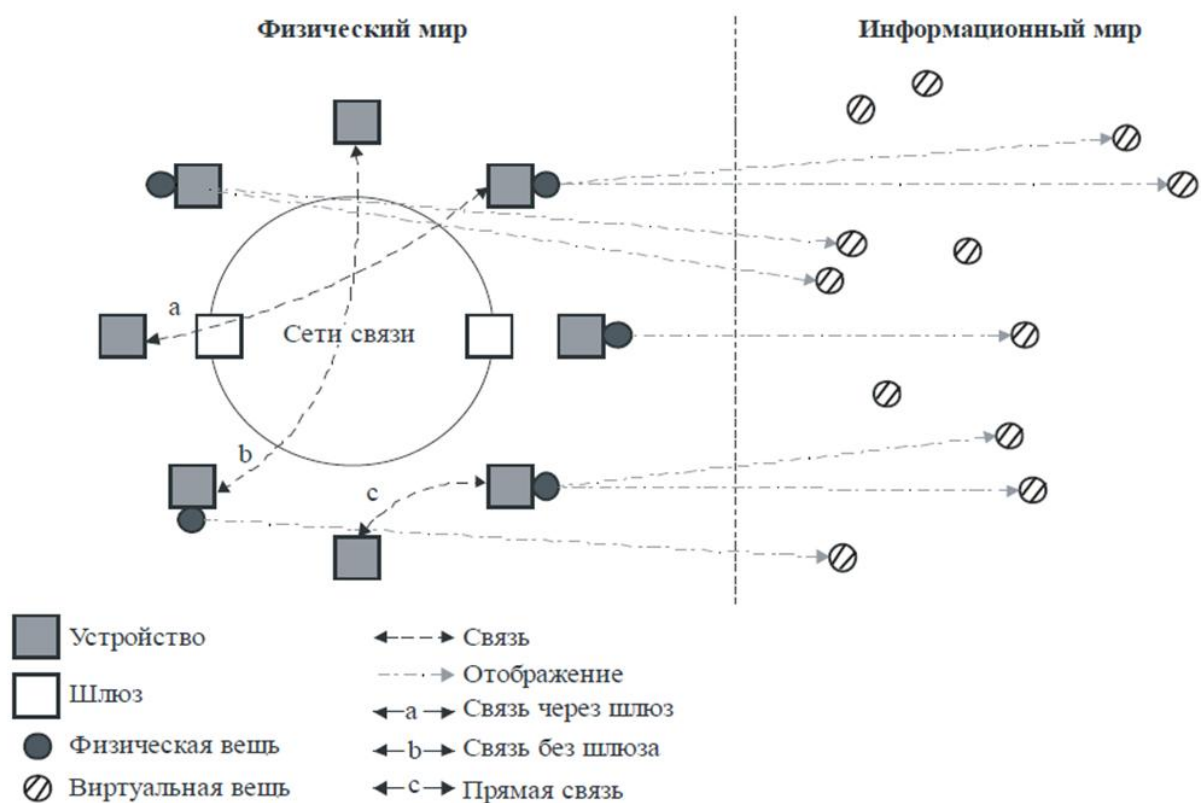 Физический мир
Информационный мир
a
Сети связи
b
c
Устройство
Шлюз
Физическая вещь
Виртуальная вещь
Связь
Отображение
a Связь через шлюз
b Связь без шлюза
c Прямая связь